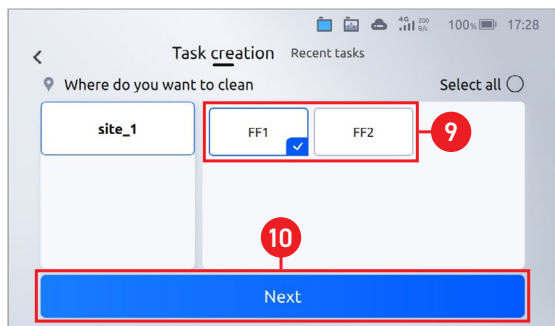 4G 200 B/s 100% 17:28
Task creation Recent tasks
Where do you want to clean Select all
site_1 FF1 FF2 9
10
Next